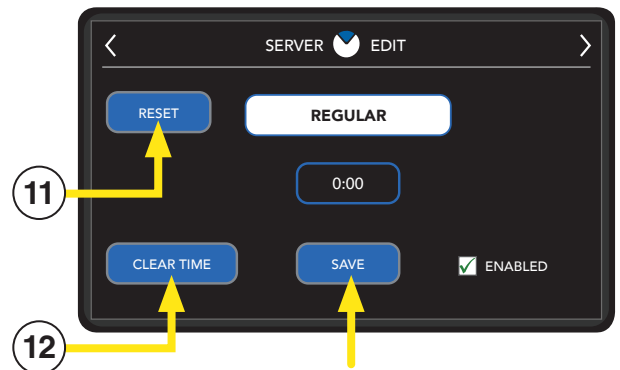 SERVER EDIT
RESET
REGULAR
11
0:00
CLEAR TIME
SAVE
ENABLED
12